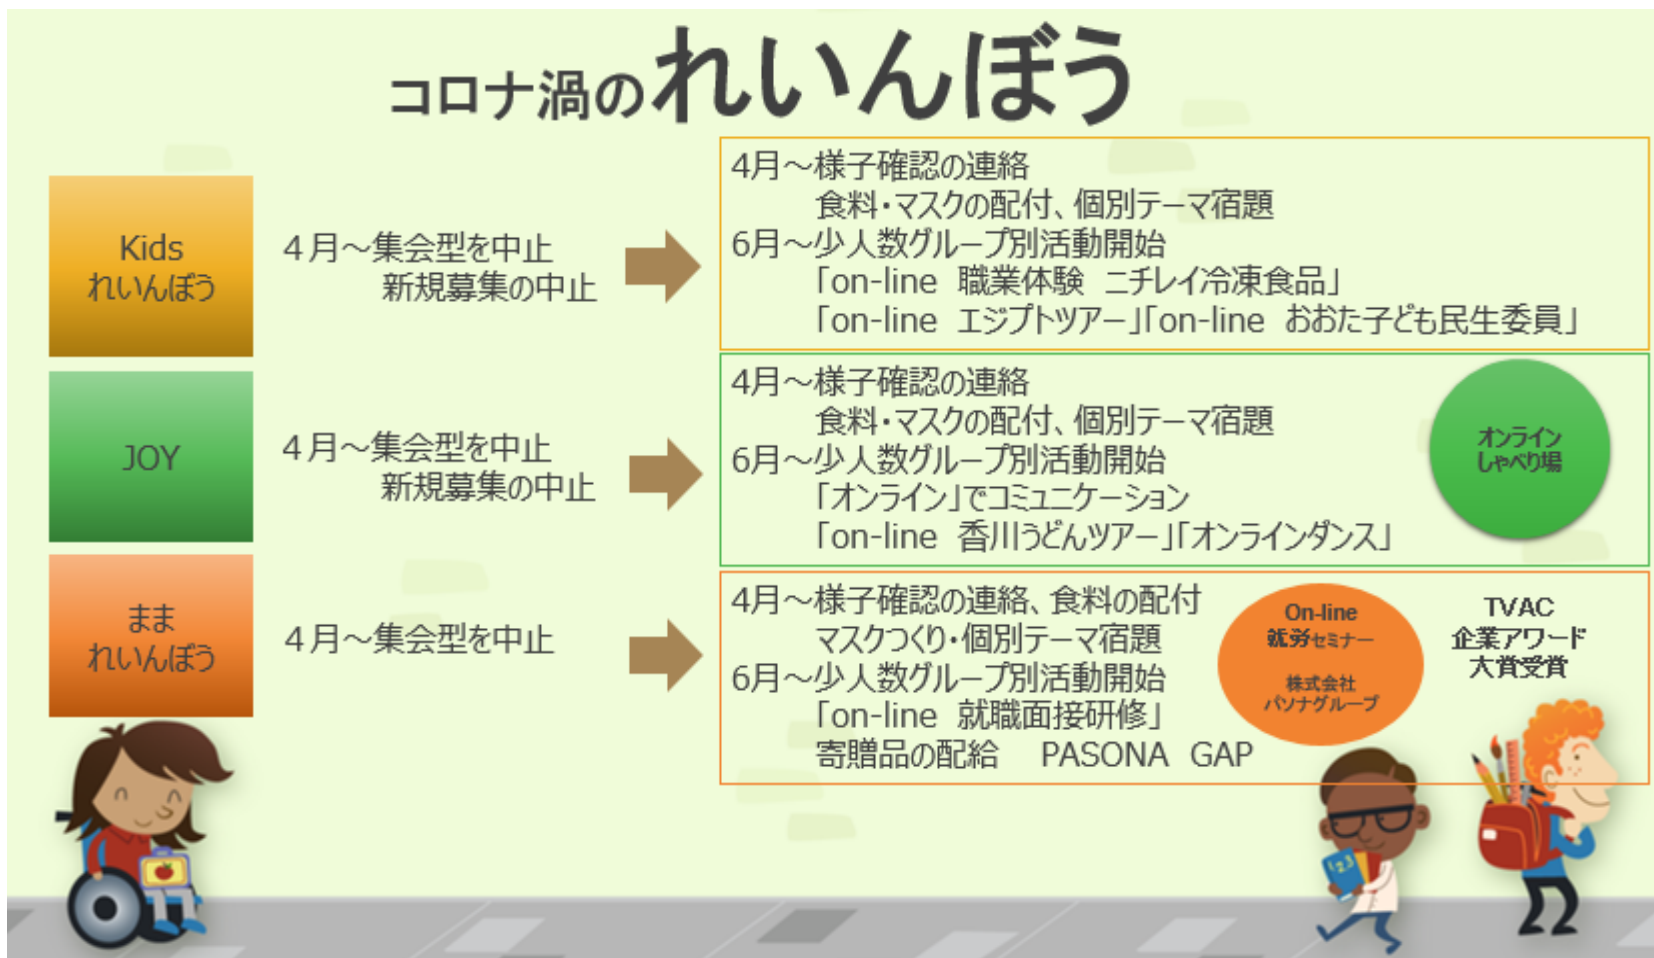 コロナ渦のれいんぼう
Kids
れいんぼう
４月～集会型を中止
新規募集の中止
4月～様子確認の連絡
食料・マスクの配付、個別テーマ宿題
6月～少人数グループ別活動開始
「on-line 職業体験 ニチレイ冷凍食品」
「on-line エジプトツアー」「on-line おおた子ども民生委員」
JOY
４月～集会型を中止
新規募集の中止
4月～様子確認の連絡
食料・マスクの配付、個別テーマ宿題
6月～少人数グループ別活動開始
「オンライン」でコミュニケーション
「on-line 香川うどんツアー」「オンラインダンス」
オンライン
しゃべり場
まま
れいんぼう
４月～集会型を中止
4月～様子確認の連絡、食料の配付
マスクつくり・個別テーマ宿題
6月～少人数グループ別活動開始
「on-line 就職面接研修」
寄贈品の配給 PASONA GAP
On-line
就労セミナー
株式会社
パソナグループ
TVAC
企業アワード
大賞受賞
1 2 3